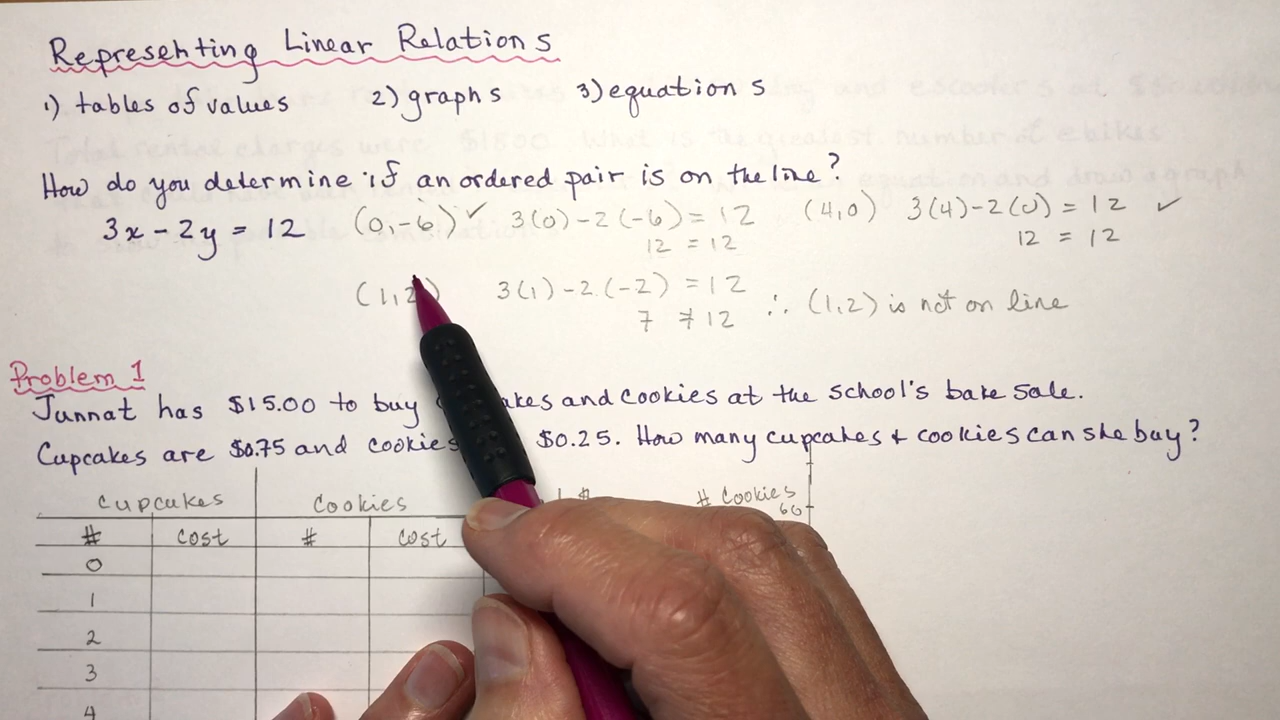 Representing Linear Relations
1) tables of values 2) graphs 3) equations
How do you determine if an ordered pair is on the line?
3x - 2y = 12 (0, -6) ✓ 3(0) - 2(-6) = 12 (4,0) 3(4) - 2(0) = 12 ✓
12 = 12 12 = 12
(1,2) 3(1) - 2(-2) = 12 ∴ (1,2) is not on line
7 ≠ 12
Problem 1
Junnat has $15.00 to buy and cookies at the school's bake sale.
Cupcakes are $0.75 and cookies $0.25. How many cupcakes + cookies can she buy?
Cupcakes Cookies # # Cookies
60
# cost # cost
0
1
2
3
4